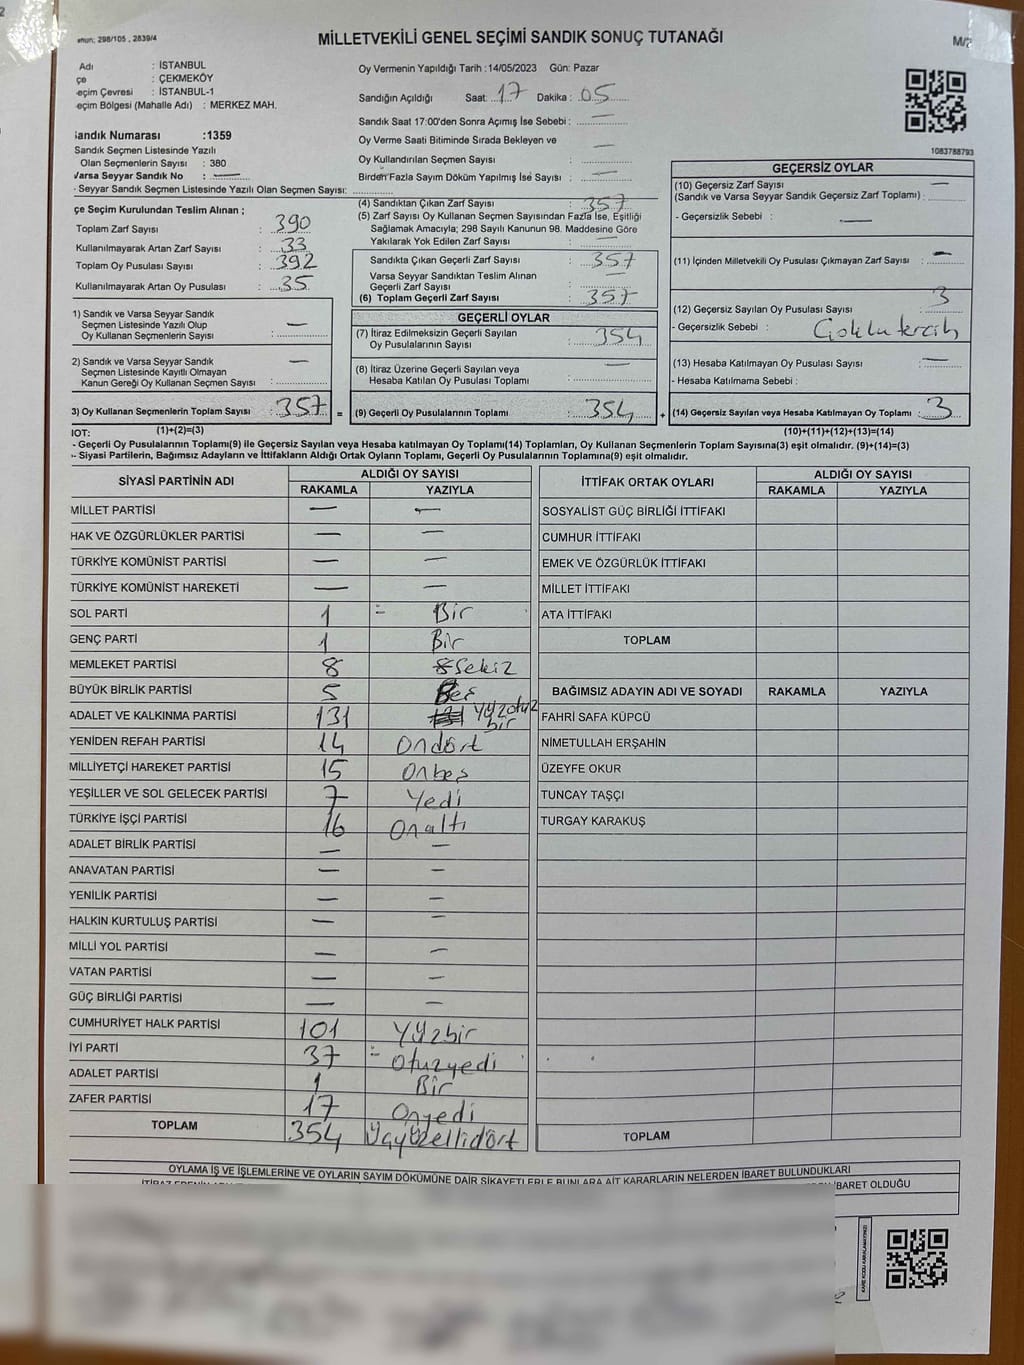 anun; 298/105 , 2839/4
MİLLETVEKİLİ GENEL SEÇİMİ SANDIK SONUÇ TUTANAĞI
M/2
Adı : İSTANBUL
çe : ÇEKMEKÖY
eçim Çevresi : İSTANBUL-1
eçim Bölgesi (Mahalle Adı) : MERKEZ MAH.
Oy Vermenin Yapıldığı Tarih :14/05/2023 Gün: Pazar
Sandığın Açıldığı Saat: 17 Dakika : 05
Sandık Saat 17:00'den Sonra Açımış İse Sebebi : —
Oy Verme Saati Bitiminde Sırada Bekleyen ve
Oy Kullandırılan Seçmen Sayısı : —
Birden Fazla Sayım Döküm Yapılmış İse Sayısı : —
1083788793
Sandık Numarası :1359
Sandık Seçmen Listesinde Yazılı
Olan Seçmenlerin Sayısı : 380
Varsa Seyyar Sandık No : —
- Seyyar Sandık Seçmen Listesinde Yazılı Olan Seçmen Sayısı:
çe Seçim Kurulundan Teslim Alınan ;
Toplam Zarf Sayısı : 390
Kullanılmayarak Artan Zarf Sayısı : 33
Toplam Oy Pusulası Sayısı : 392
Kullanılmayarak Artan Oy Pusulası : 35
(4) Sandıktan Çıkan Zarf Sayısı : 357
(5) Zarf Sayısı Oy Kullanan Seçmen Sayısından Fazla İse, Eşitliği
Sağlamak Amacıyla; 298 Sayılı Kanunun 98. Maddesine Göre
Yakılarak Yok Edilen Zarf Sayısı : —
Sandıkta Çıkan Geçerli Zarf Sayısı : 357
Varsa Seyyar Sandıktan Teslim Alınan
Geçerli Zarf Sayısı : —
(6) Toplam Geçerli Zarf Sayısı : 357
GEÇERSİZ OYLAR
(10) Geçersiz Zarf Sayısı —
(Sandık ve Varsa Seyyar Sandık Geçersiz Zarf Toplamı) :
- Geçersizlik Sebebi : —
(11) İçinden Milletvekili Oy Pusulası Çıkmayan Zarf Sayısı : —
(12) Geçersiz Sayılan Oy Pusulası Sayısı : 3
- Geçersizlik Sebebi : Çoklu tercih
(13) Hesaba Katılmayan Oy Pusulası Sayısı : —
- Hesaba Katılmama Sebebi :
1) Sandık ve Varsa Seyyar Sandık
Seçmen Listesinde Yazılı Olup —
Oy Kullanan Seçmenlerin Sayısı :
2) Sandık ve Varsa Seyyar Sandık
Seçmen Listesinde Kayıtlı Olmayan —
Kanun Gereği Oy Kullanan Seçmen Sayısı :
GEÇERLİ OYLAR
(7) İtiraz Edilmeksizin Geçerli Sayılan
Oy Pusulalarının Sayısı : 354
(8) İtiraz Üzerine Geçerli Sayılan veya
Hesaba Katılan Oy Pusulası Toplamı : —
3) Oy Kullanan Seçmenlerin Toplam Sayısı : 357 = (9) Geçerli Oy Pusulalarının Toplamı : 354 + (14) Geçersiz Sayılan veya Hesaba Katılmayan Oy Toplamı : 3
IOT: (1)+(2)=(3) (10)+(11)+(12)+(13)=(14)
- Geçerli Oy Pusulalarının Toplamı(9) ile Geçersiz Sayılan veya Hesaba katılmayan Oy Toplamı(14) Toplamları, Oy Kullanan Seçmenlerin Toplam Sayısına(3) eşit olmalıdır. (9)+(14)=(3)
- Siyasi Partilerin, Bağımsız Adayların ve İttifakların Aldığı Ortak Oyların Toplamı, Geçerli Oy Pusulalarının Toplamına(9) eşit olmalıdır.
SİYASİ PARTİNİN ADI ALDIĞI OY SAYISI
RAKAMLA YAZIYLA
MİLLET PARTİSİ — —
HAK VE ÖZGÜRLÜKLER PARTİSİ — —
TÜRKİYE KOMÜNİST PARTİSİ — —
TÜRKİYE KOMÜNİST HAREKETİ — —
SOL PARTİ 1 Bir
GENÇ PARTİ 1 Bir
MEMLEKET PARTİSİ 8 8 Sekiz
BÜYÜK BİRLİK PARTİSİ 5 Beş
ADALET VE KALKINMA PARTİSİ 131 131 Yüzotuz bir
YENİDEN REFAH PARTİSİ 14 Ondört
MİLLİYETÇİ HAREKET PARTİSİ 15 Onbeş
YEŞİLLER VE SOL GELECEK PARTİSİ 7 Yedi
TÜRKİYE İŞÇİ PARTİSİ 16 Onaltı
ADALET BİRLİK PARTİSİ — —
ANAVATAN PARTİSİ — —
YENİLİK PARTİSİ — —
HALKIN KURTULUŞ PARTİSİ — —
MİLLİ YOL PARTİSİ — —
VATAN PARTİSİ — —
GÜÇ BİRLİĞİ PARTİSİ — —
CUMHURİYET HALK PARTİSİ 101 Yüzbir
İYİ PARTİ 37 Otuzyedi
ADALET PARTİSİ 1 Bir
ZAFER PARTİSİ 17 Onyedi
TOPLAM 354 Üçyüzellidört
İTTİFAK ORTAK OYLARI ALDIĞI OY SAYISI
RAKAMLA YAZIYLA
SOSYALİST GÜÇ BİRLİĞİ İTTİFAKI
CUMHUR İTTİFAKI
EMEK VE ÖZGÜRLÜK İTTİFAKI
MİLLET İTTİFAKI
ATA İTTİFAKI
TOPLAM
BAĞIMSIZ ADAYIN ADI VE SOYADI RAKAMLA YAZIYLA
FAHRİ SAFA KÜPCÜ
NİMETULLAH ERŞAHİN
ÜZEYFE OKUR
TUNCAY TAŞÇI
TURGAY KARAKUŞ
TOPLAM
OYLAMA İŞ VE İŞLEMLERİNE VE OYLARIN SAYIM DÖKÜMÜNE DAİR ŞİKAYETLERLE BUNLARA AİT KARARLARIN NELERDEN İBARET BULUNDUKLARI
İBARET OLDUĞU
KARE KODU KARALAMAYINIZ!